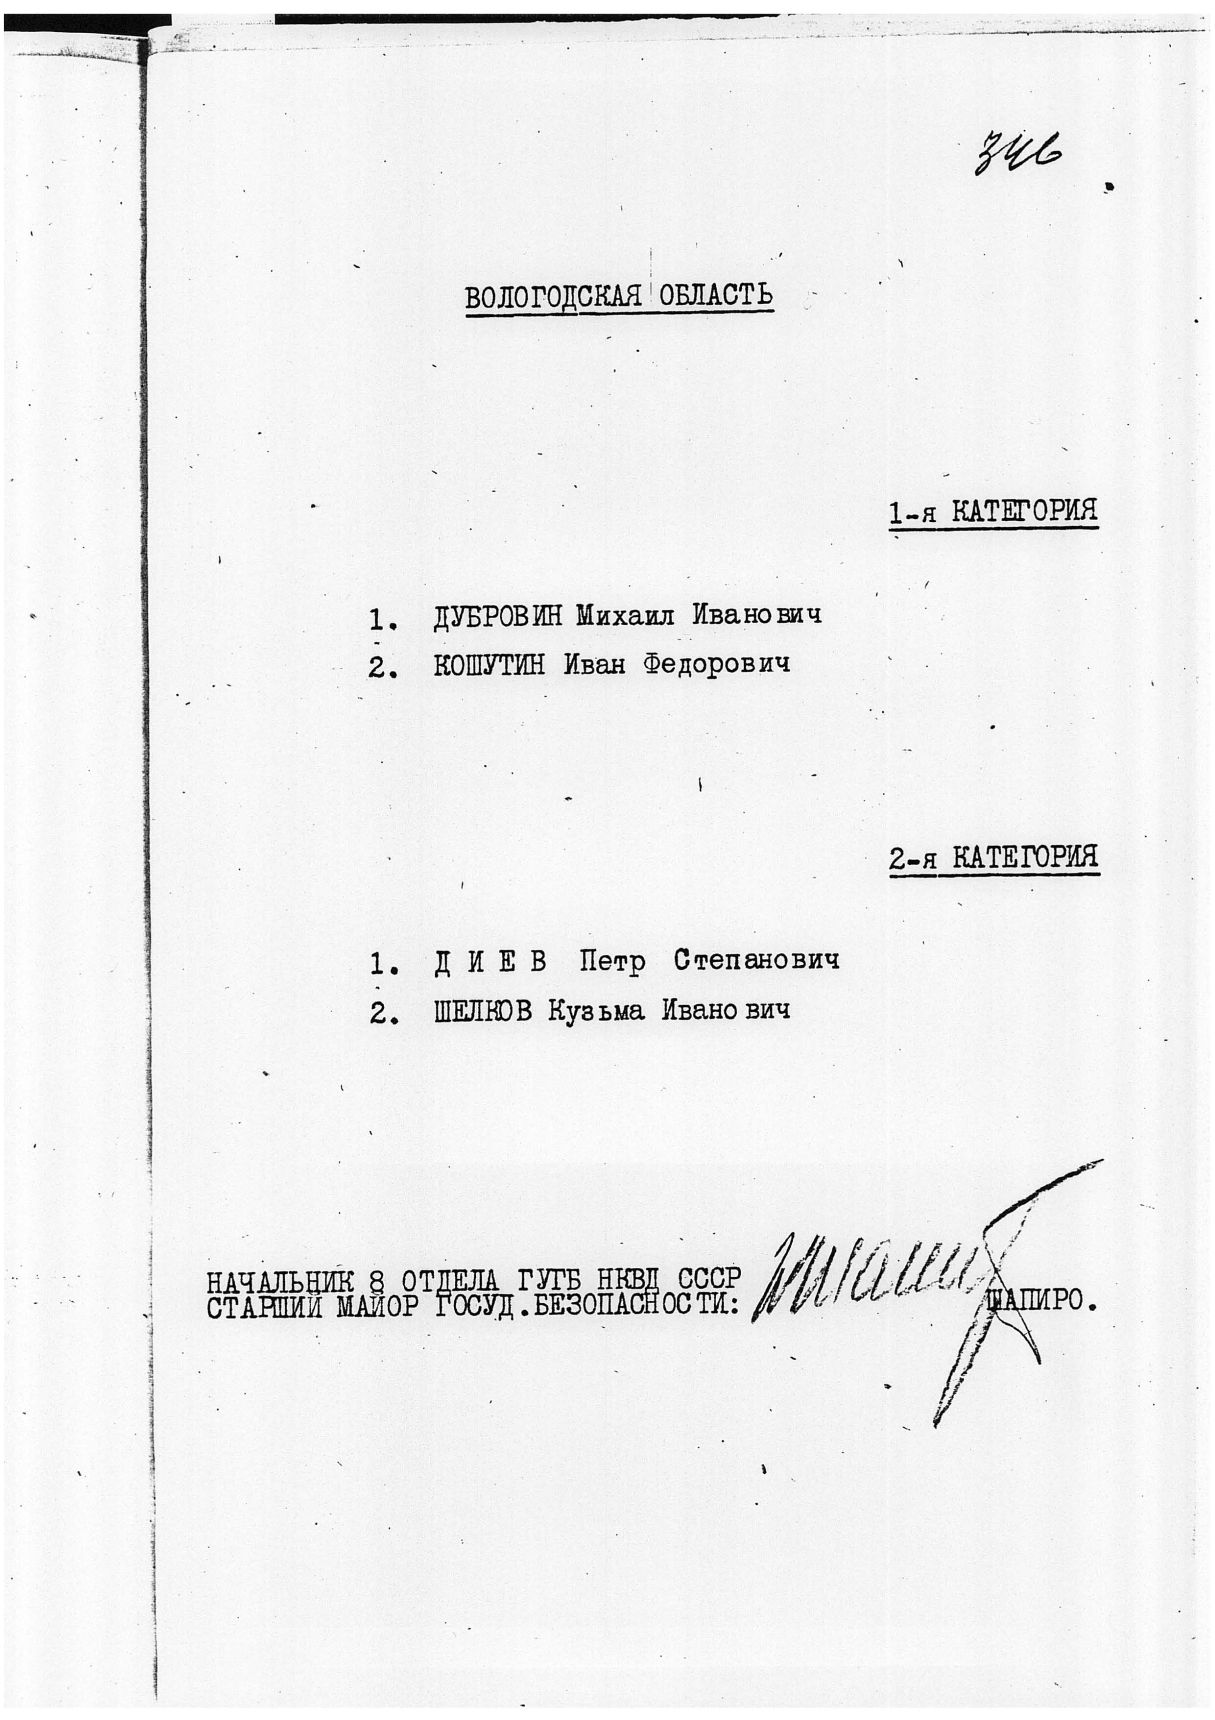 346
ВОЛОГОДСКАЯ ОБЛАСТЬ
1-я КАТЕГОРИЯ
1. ДУБРОВИН Михаил Иванович
2. КОШУТИН Иван Федорович
2-я КАТЕГОРИЯ
1. Д И Е В Петр Степанович
2. ШЕЛКОВ Кузьма Иванович
НАЧАЛЬНИК 8 ОТДЕЛА ГУГБ НКВД СССР
СТАРШИЙ МАЙОР ГОСУД.БЕЗОПАСНОСТИ: ШАПИРО.